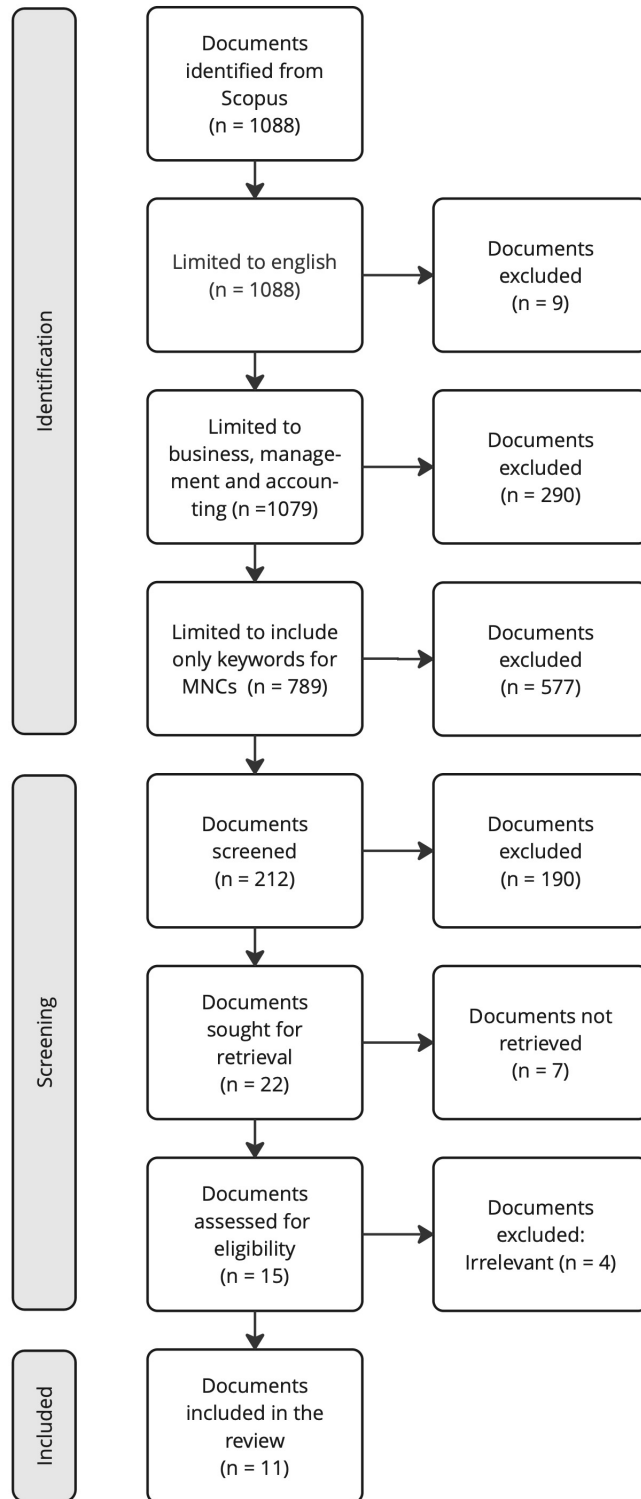 Identification
Documents
identified from
Scopus
(n = 1088)
Limited to english
(n = 1088)
Documents
excluded
(n = 9)
Limited to
business, manage-
ment and accoun-
ting (n =1079)
Documents
excluded
(n = 290)
Limited to include
only keywords for
MNCs (n = 789)
Documents
excluded
(n = 577)
Screening
Documents
screened
(n = 212)
Documents
excluded
(n = 190)
Documents
sought for
retrieval
(n = 22)
Documents not
retrieved
(n = 7)
Documents
assessed for
eligibility
(n = 15)
Documents
excluded:
Irrelevant (n = 4)
Included
Documents
included in the
review
(n = 11)